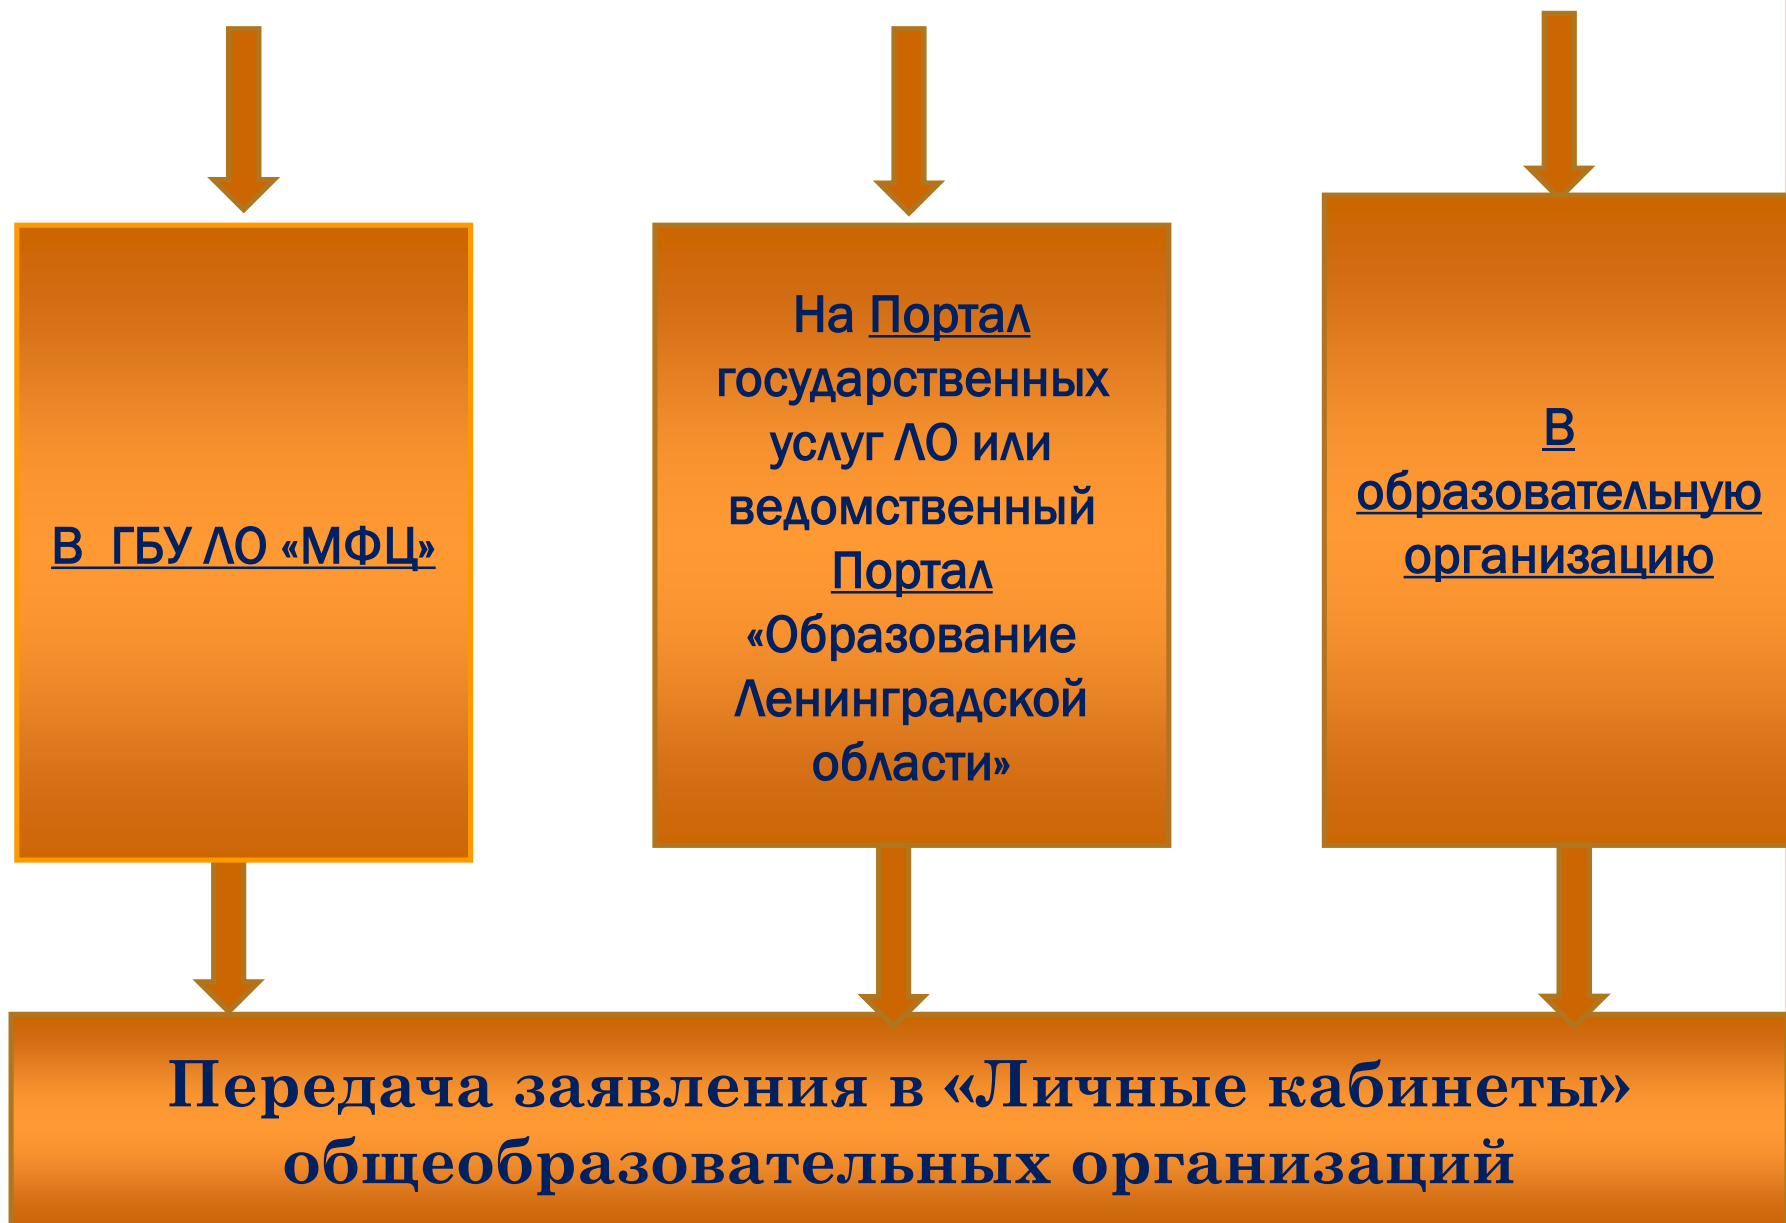 В ГБУ ЛО «МФЦ»
На Портал
государственных
услуг ЛО или
ведомственный
Портал
«Образование
Ленинградской
области»
В
образовательную
организацию
Передача заявления в «Личные кабинеты»
общеобразовательных организаций